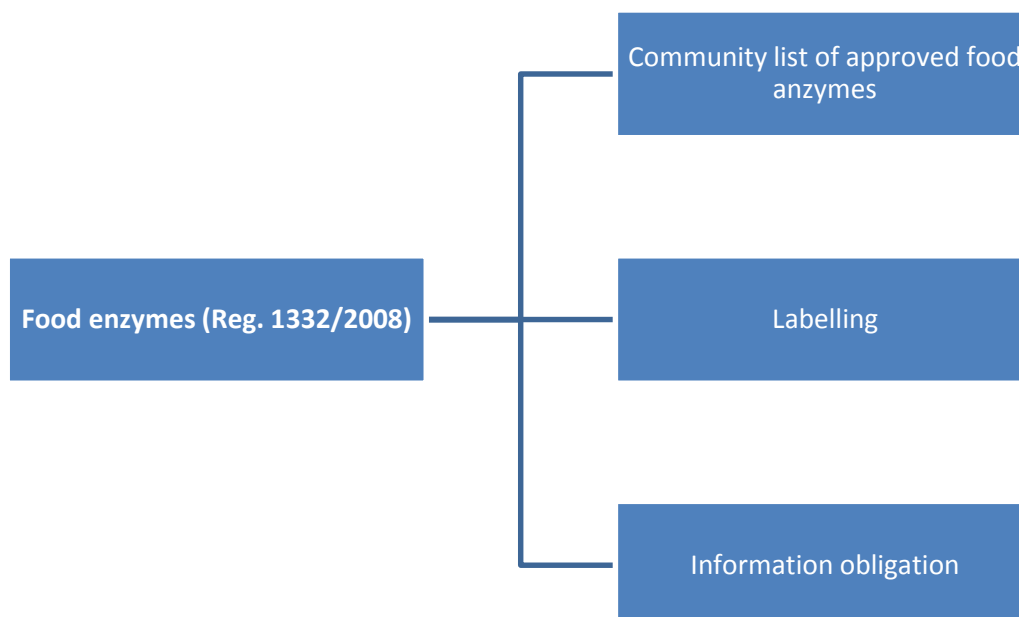 Community list of approved food
anzymes
Food enzymes (Reg. 1332/2008)
Labelling
Information obligation